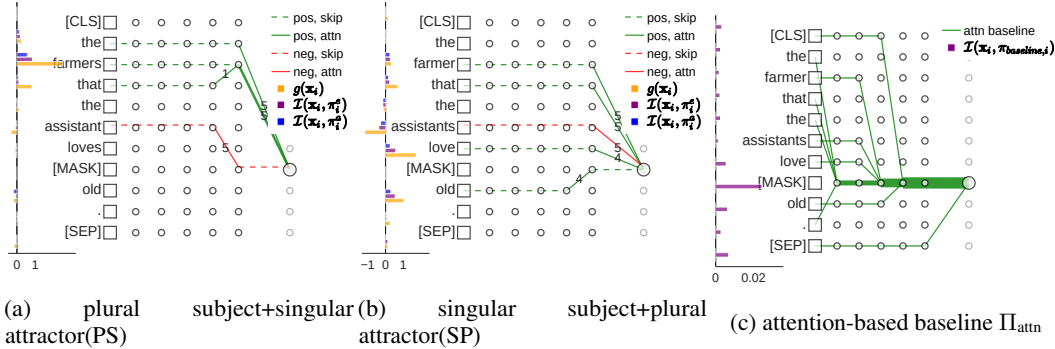 [CLS]
the
farmers
that
the
assistant
loves
[MASK]
old
.
[SEP]
1
5
5
5
pos, skip
pos, attn
neg, skip
neg, attn
g(𝐱ᵢ)
ℐ(𝐱ᵢ, πᵢˢ)
ℐ(𝐱ᵢ, πᵢᵃ)
0 1
(a) plural subject+singular
attractor(PS)
[CLS]
the
farmer
that
the
assistants
love
[MASK]
old
.
[SEP]
5
5
5
4
4
pos, skip
pos, attn
neg, skip
neg, attn
g(𝐱ᵢ)
ℐ(𝐱ᵢ, πᵢˢ)
ℐ(𝐱ᵢ, πᵢᵃ)
−1 0 1
(b) singular subject+plural
attractor(SP)
[CLS]
the
farmer
that
the
assistants
love
[MASK]
old
.
[SEP]
attn baseline
ℐ(𝐱ᵢ, π_baseline,i)
0 0.02
(c) attention-based baseline Π_attn